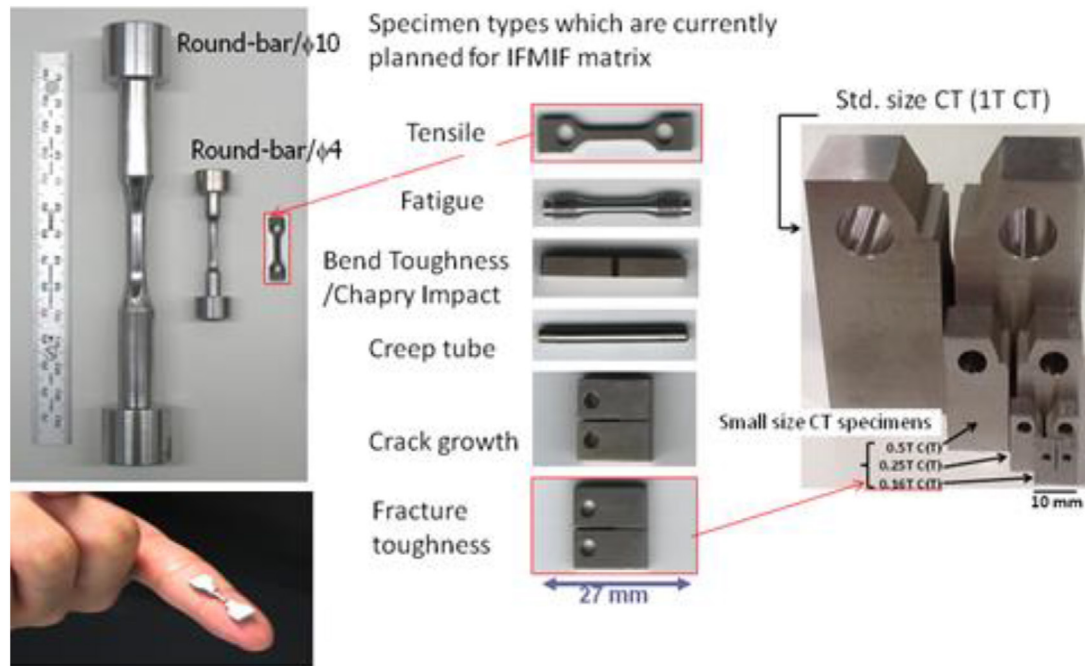 Round-bar/ϕ10
Specimen types which are currently
planned for IFMIF matrix
Std. size CT (1T CT)
Tensile
Round-bar/ϕ4
Fatigue
Bend Toughness
/Chapry Impact
Creep tube
Crack growth
Small size CT specimens
0.5T C(T)
0.25T C(T)
0.16T C(T)
10 mm
Fracture
toughness
27 mm